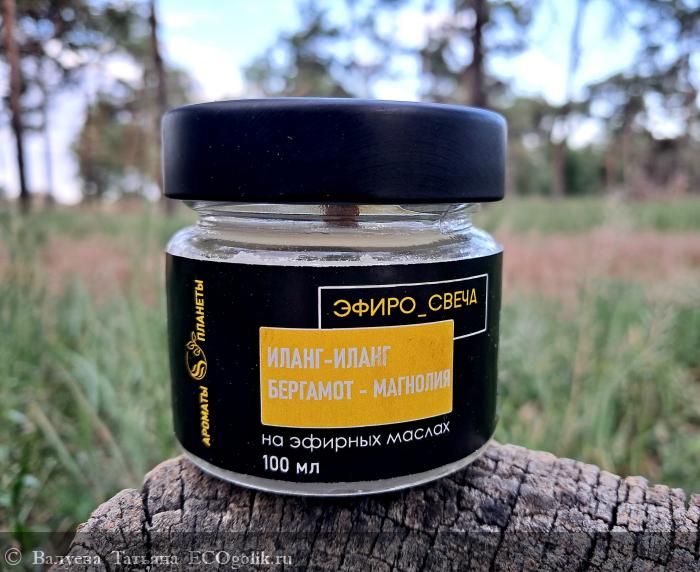 ЭФИРО_СВЕЧА
ИЛАНГ-ИЛАНГ
БЕРГАМОТ - МАГНОЛИЯ
на эфирных маслах
100 мл
АРОМАТЫ ПЛАНЕТЫ
© Валуева Татьяна ECOgolik.ru